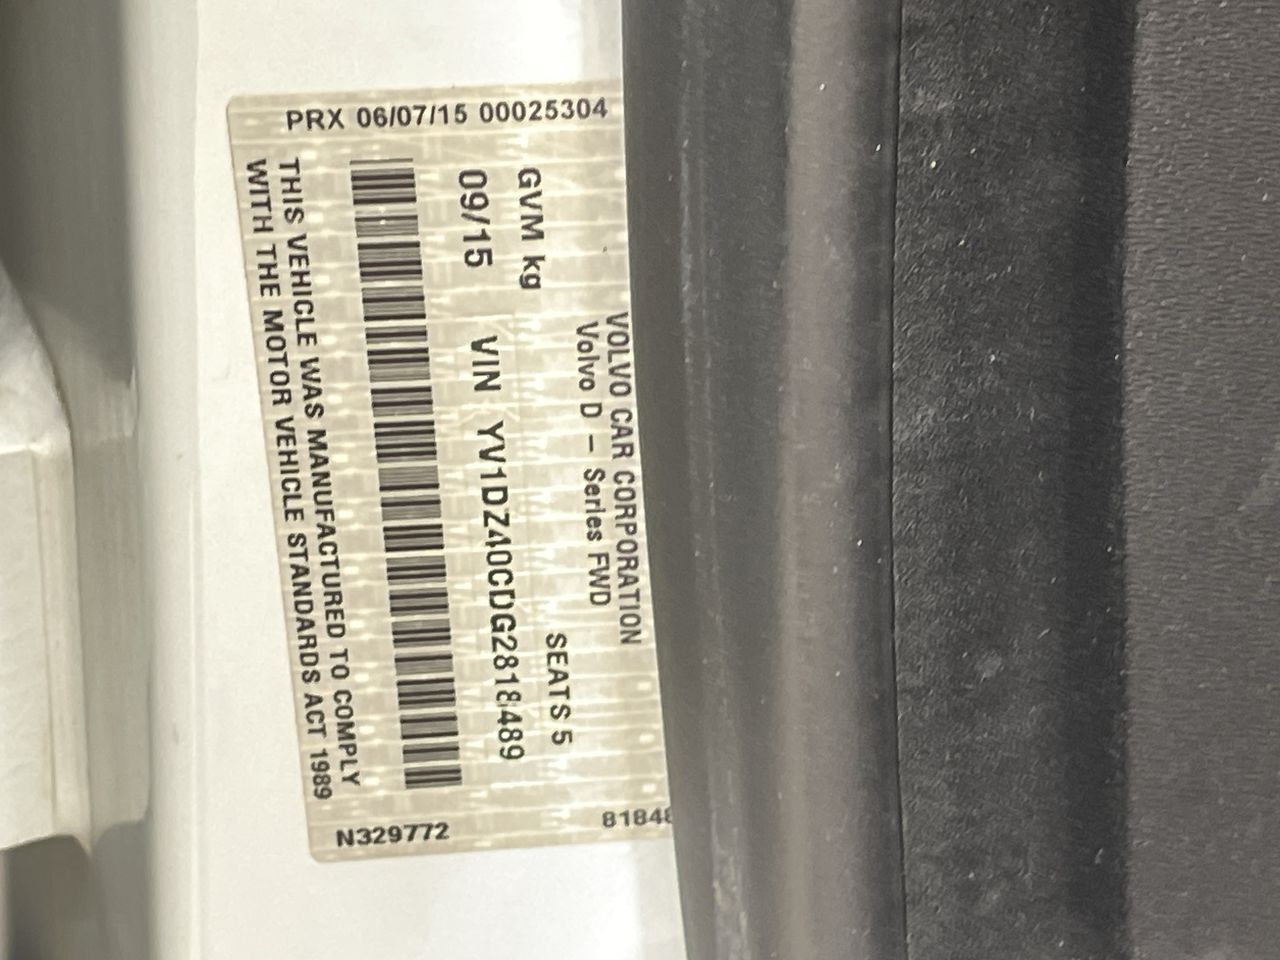 VOLVO CAR CORPORATION
Volvo D – Series FWD
GVM kg
SEATS 5
09/15 VIN YV1DZ40CDG2818489
THIS VEHICLE WAS MANUFACTURED TO COMPLY
WITH THE MOTOR VEHICLE STANDARDS ACT 1989
PRX 06/07/15 00025304
N329772